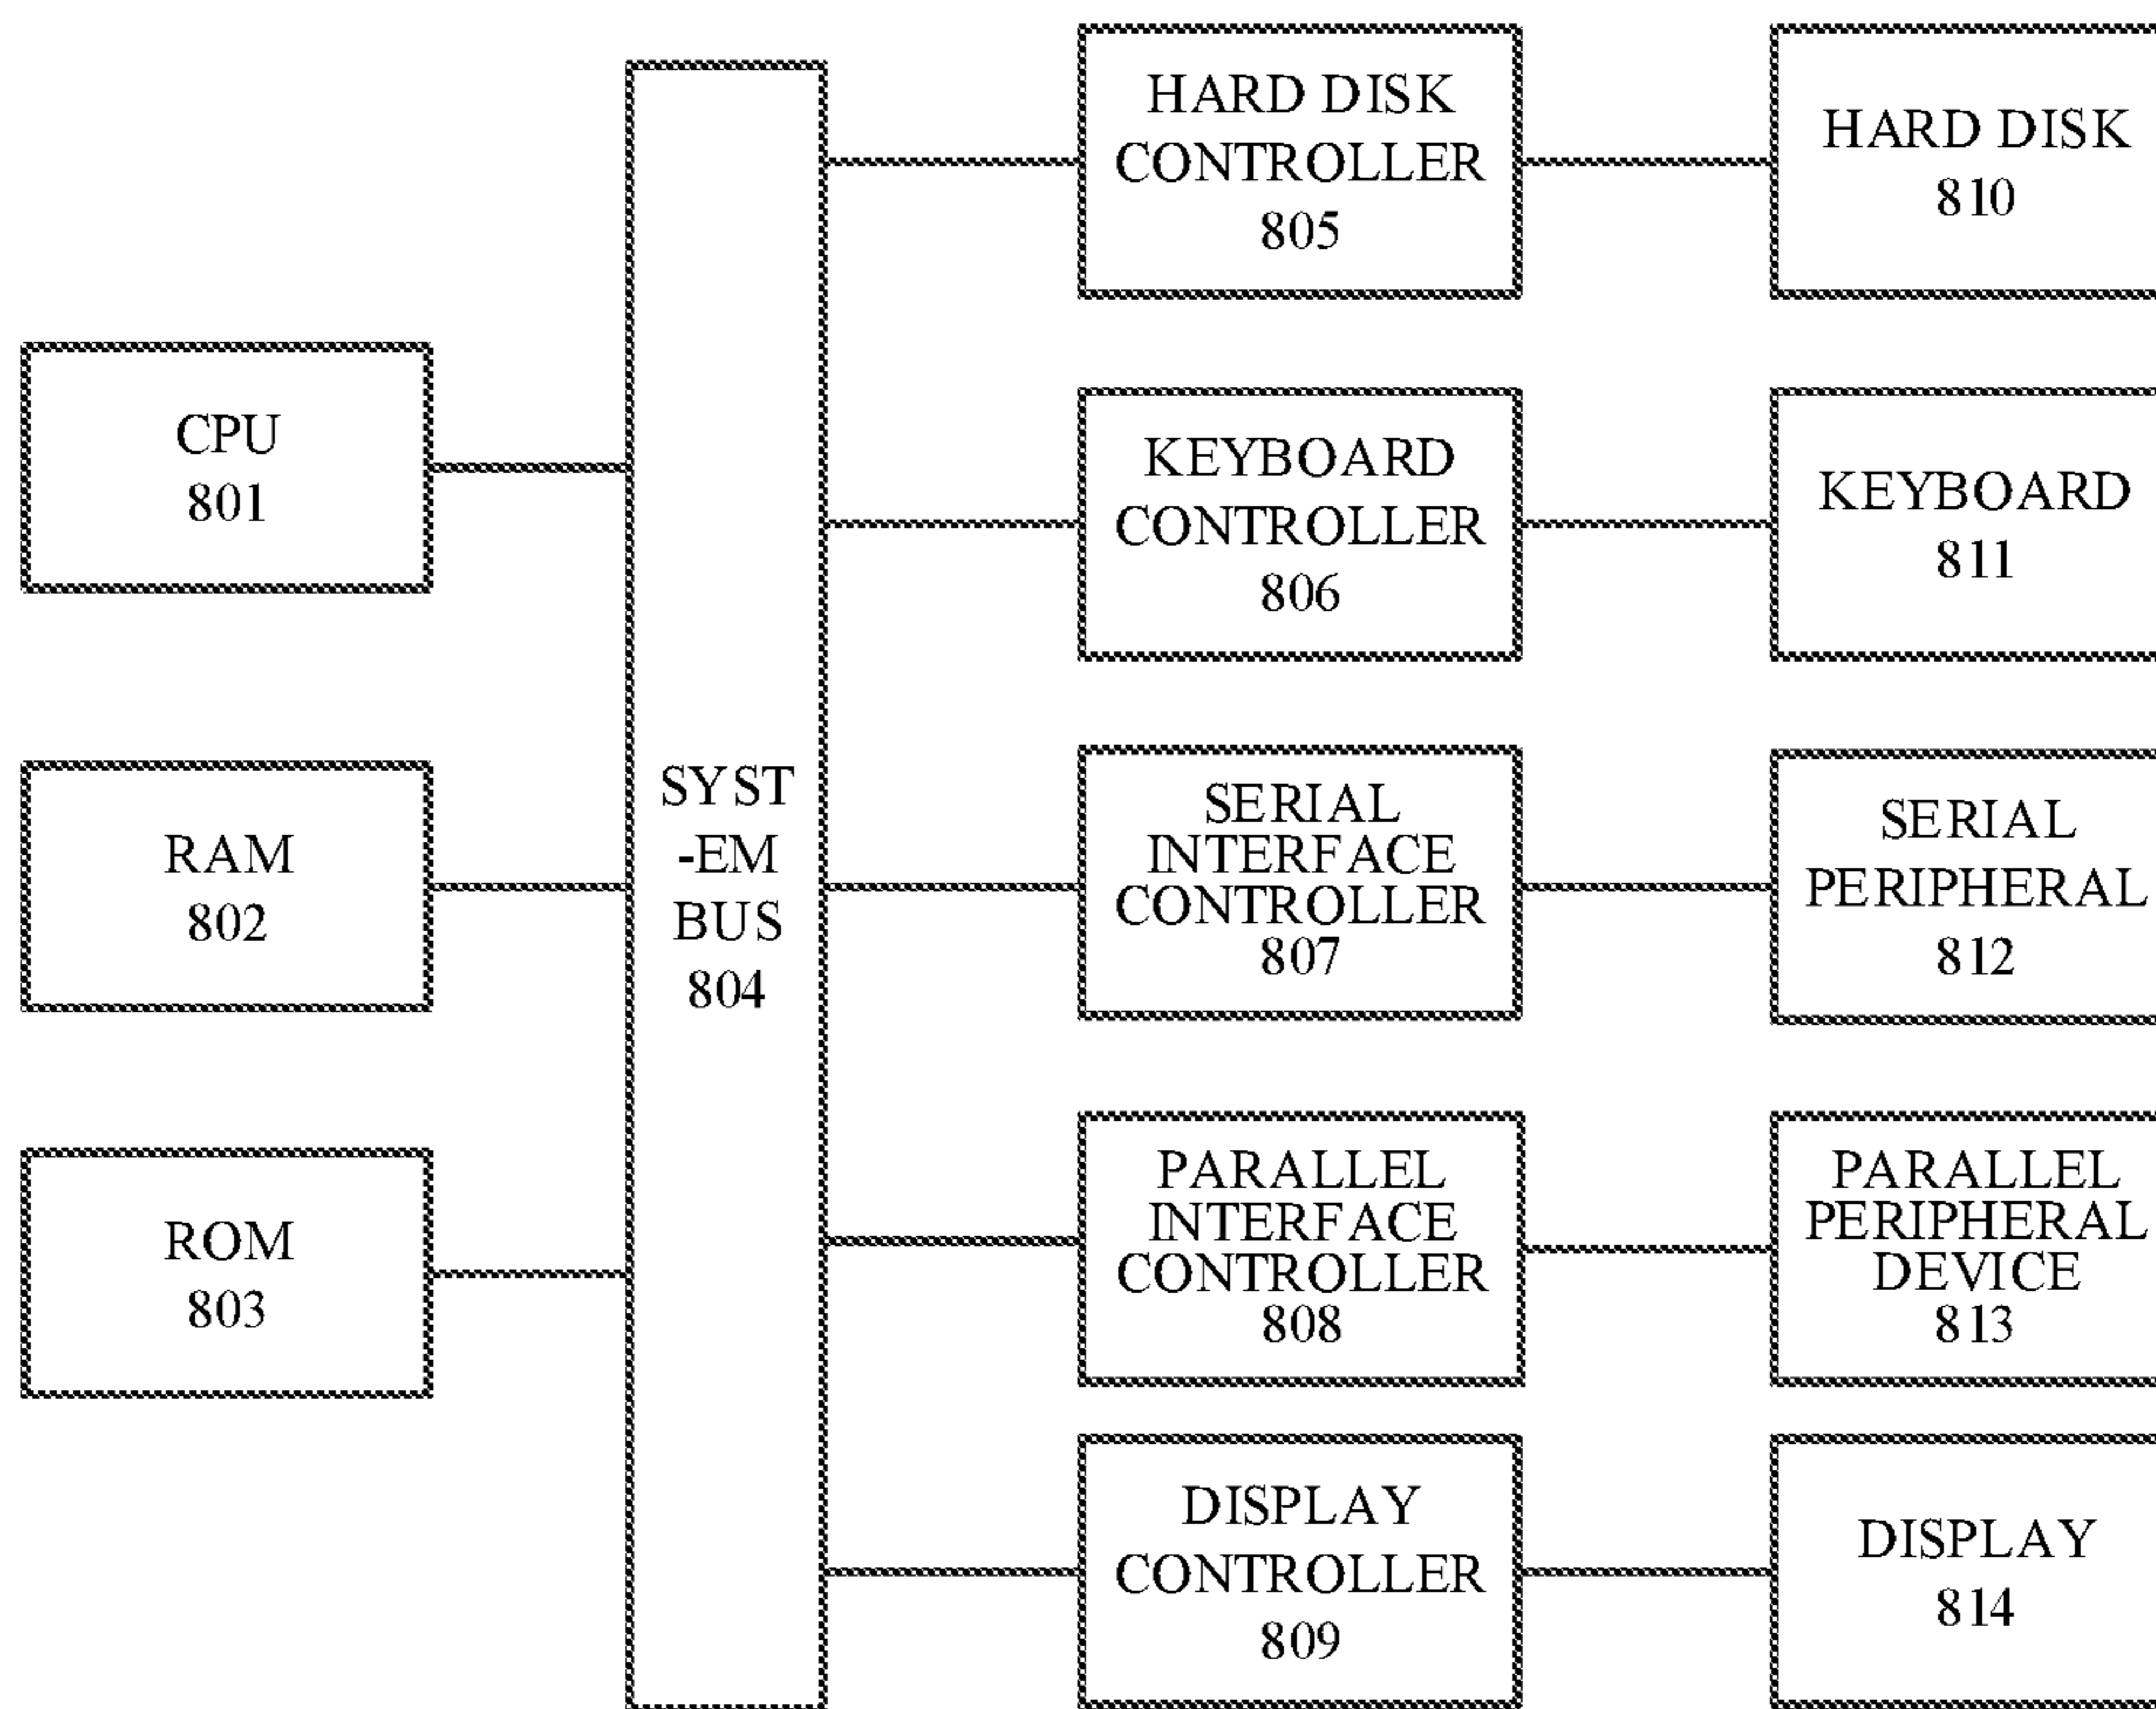 CPU
801
RAM
802
ROM
803
SYST
-EM
BUS
804
HARD DISK
CONTROLLER
805
KEYBOARD
CONTROLLER
806
SERIAL
INTERFACE
CONTROLLER
807
PARALLEL
INTERFACE
CONTROLLER
808
DISPLAY
CONTROLLER
809
HARD DISK
810
KEYBOARD
811
SERIAL
PERIPHERAL
812
PARALLEL
PERIPHERAL
DEVICE
813
DISPLAY
814